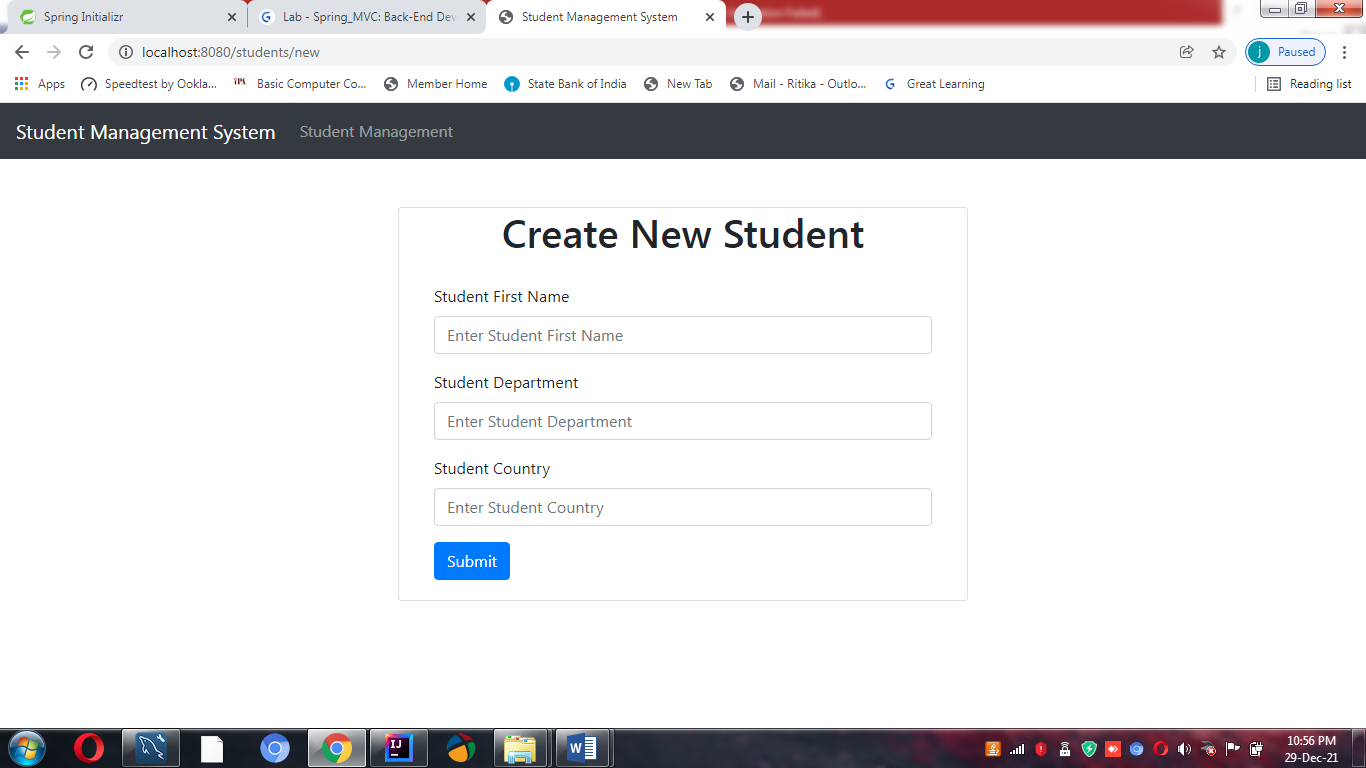 Spring Initializr
Lab - Spring_MVC: Back-End Dev
Student Management System
localhost:8080/students/new
j Paused
Apps
Speedtest by Ookla...
Basic Computer Co...
Member Home
State Bank of India
New Tab
Mail - Ritika - Outlo...
Great Learning
Reading list
Student Management System
Student Management
Create New Student
Student First Name
Enter Student First Name
Student Department
Enter Student Department
Student Country
Enter Student Country
Submit
10:56 PM
29-Dec-21